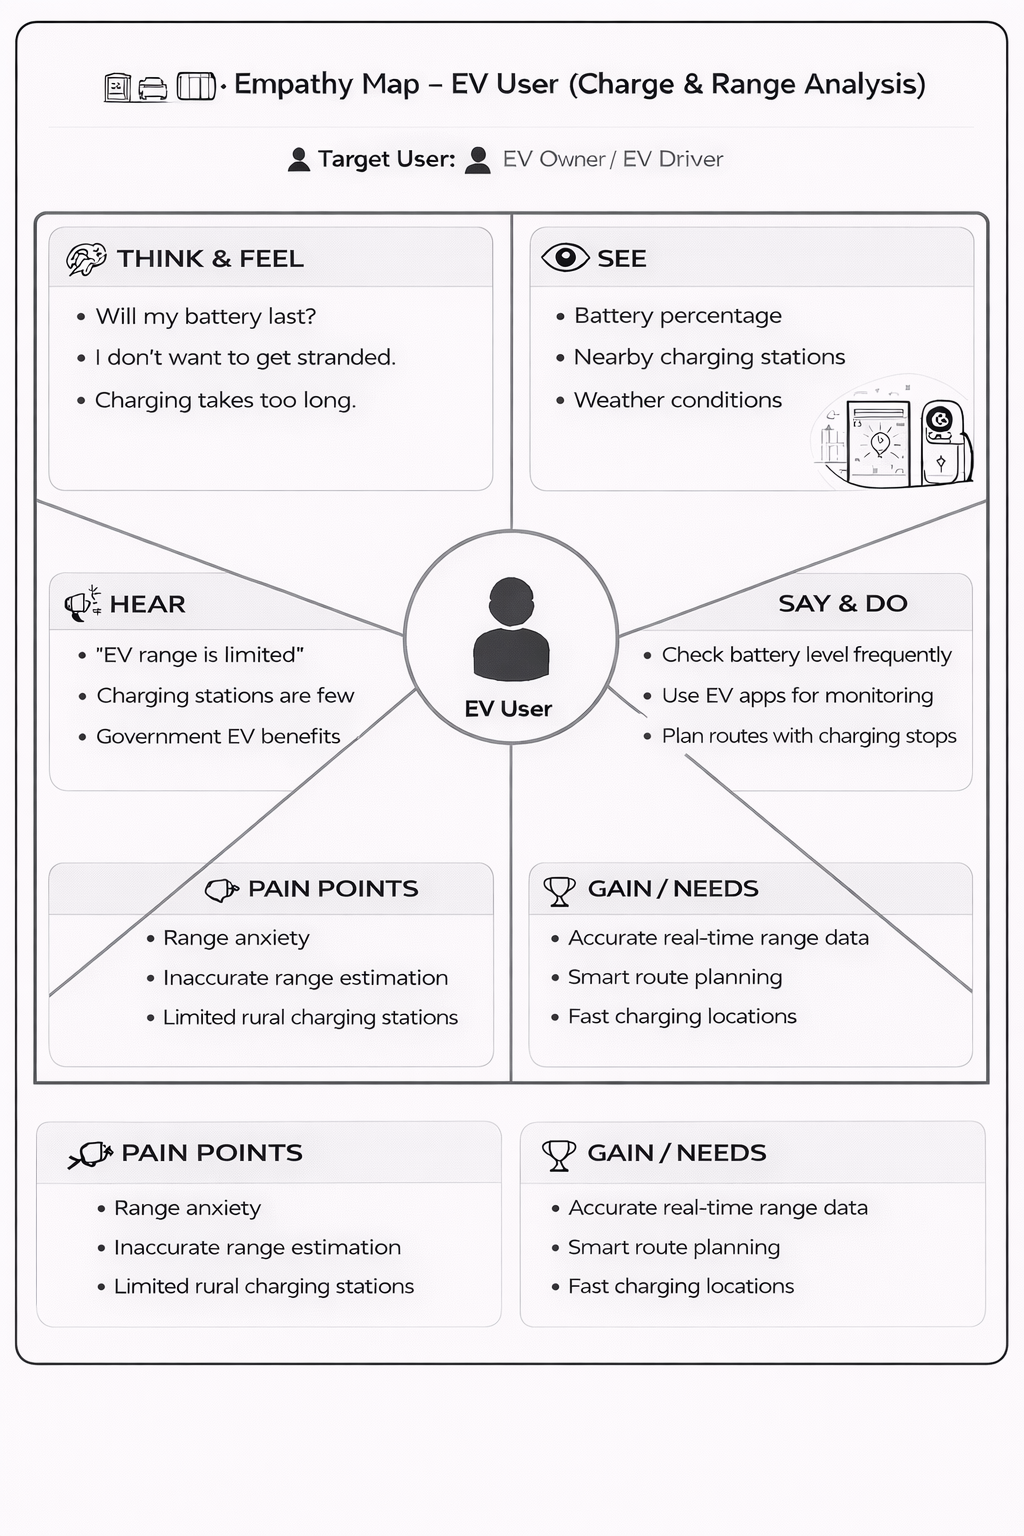 Empathy Map – EV User (Charge & Range Analysis)
Target User: EV Owner / EV Driver
THINK & FEEL
• Will my battery last?
• I don't want to get stranded.
• Charging takes too long.
SEE
• Battery percentage
• Nearby charging stations
• Weather conditions
HEAR
• "EV range is limited"
• Charging stations are few
• Government EV benefits
EV User
SAY & DO
• Check battery level frequently
• Use EV apps for monitoring
• Plan routes with charging stops
PAIN POINTS
• Range anxiety
• Inaccurate range estimation
• Limited rural charging stations
GAIN / NEEDS
• Accurate real-time range data
• Smart route planning
• Fast charging locations
PAIN POINTS
• Range anxiety
• Inaccurate range estimation
• Limited rural charging stations
GAIN / NEEDS
• Accurate real-time range data
• Smart route planning
• Fast charging locations